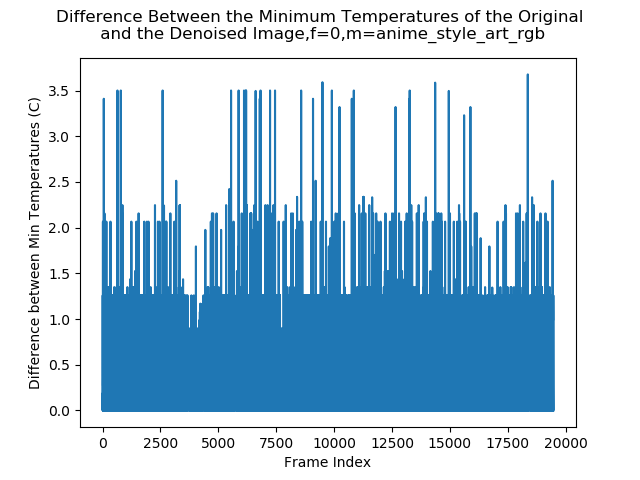 Difference Between the Minimum Temperatures of the Original
and the Denoised Image,f=0,m=anime_style_art_rgb
Difference between Min Temperatures (C)
3.5
3.0
2.5
2.0
1.5
1.0
0.5
0.0
0 2500 5000 7500 10000 12500 15000 17500 20000
Frame Index